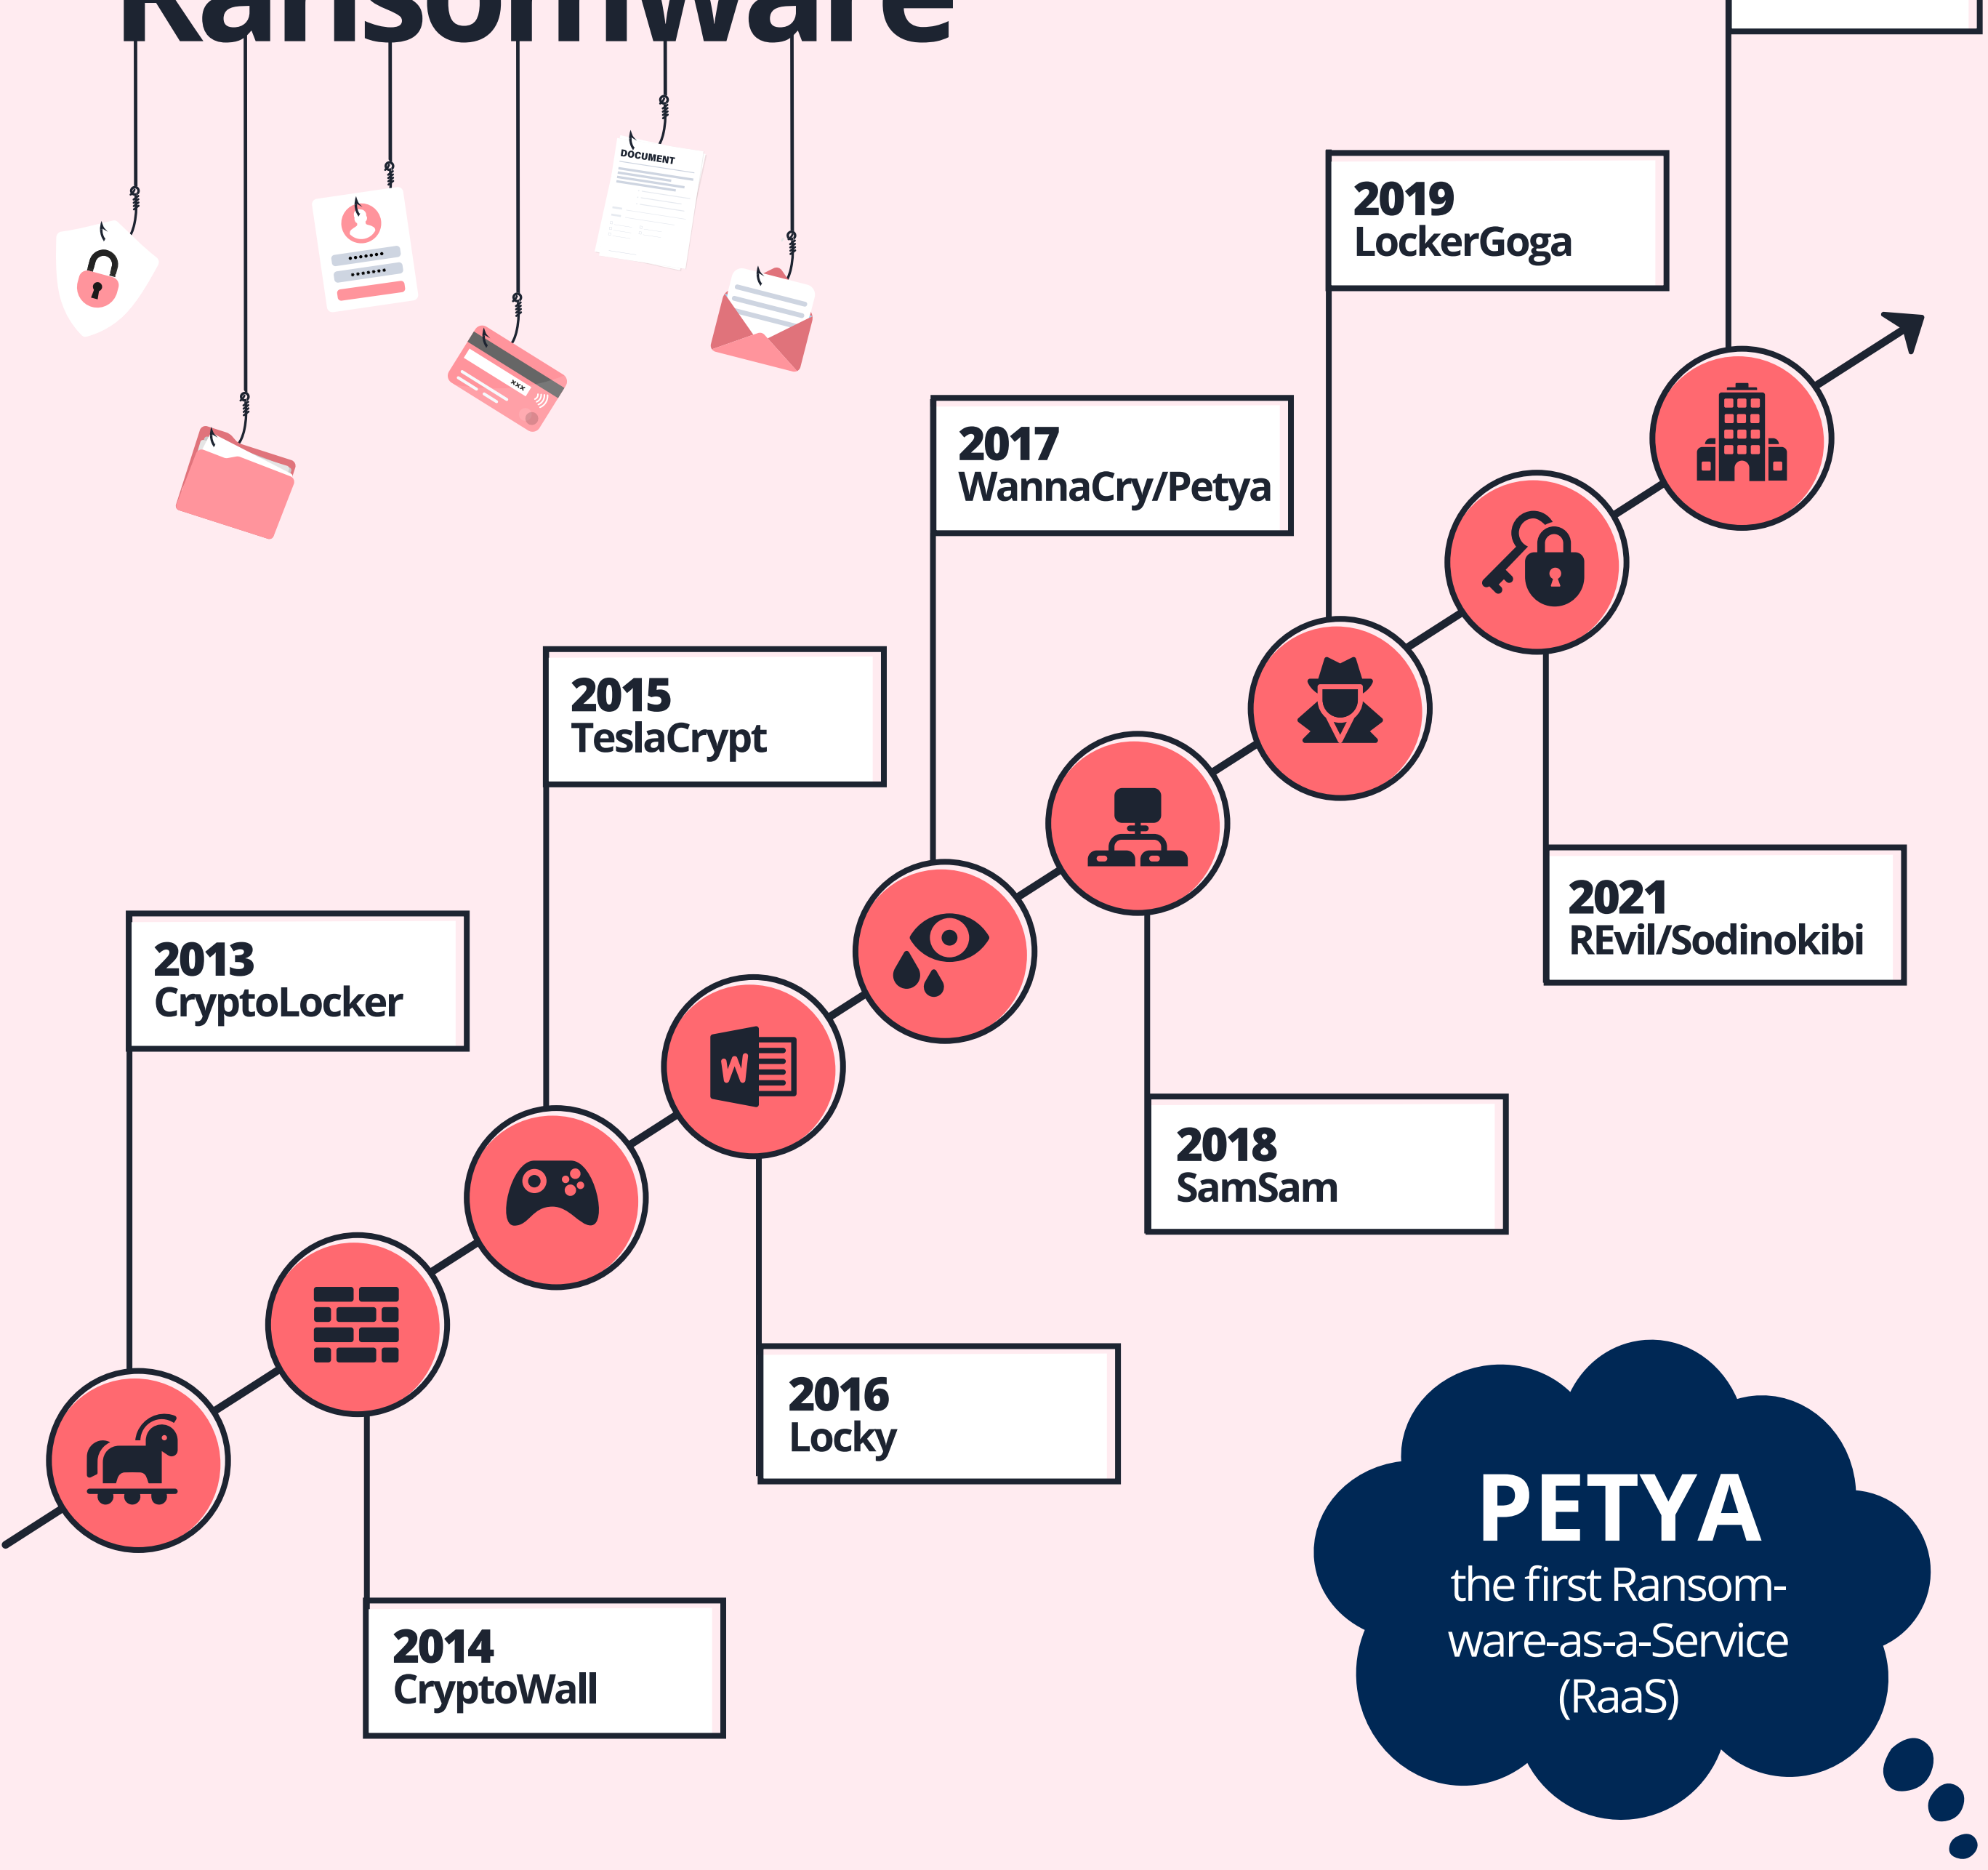 Ransomware
DOCUMENT
XXX
2019
LockerGoga
2017
WannaCry/Petya
2015
TeslaCrypt
2021
REvil/Sodinokibi
2013
CryptoLocker
W
2018
SamSam
2016
Locky
PETYA
the first Ransom-
ware-as-a-Service
(RaaS)
2014
CryptoWall